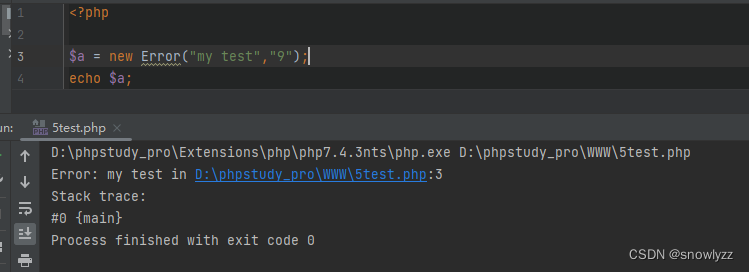 1 <?php
2
3 $a = new Error("my test","9");
4 echo $a;
un: 5test.php ×
D:\phpstudy_pro\Extensions\php\php7.4.3nts\php.exe D:\phpstudy_pro\WWW\5test.php
Error: my test in D:\phpstudy_pro\WWW\5test.php:3
Stack trace:
#0 {main}
Process finished with exit code 0
CSDN @snowlyzz